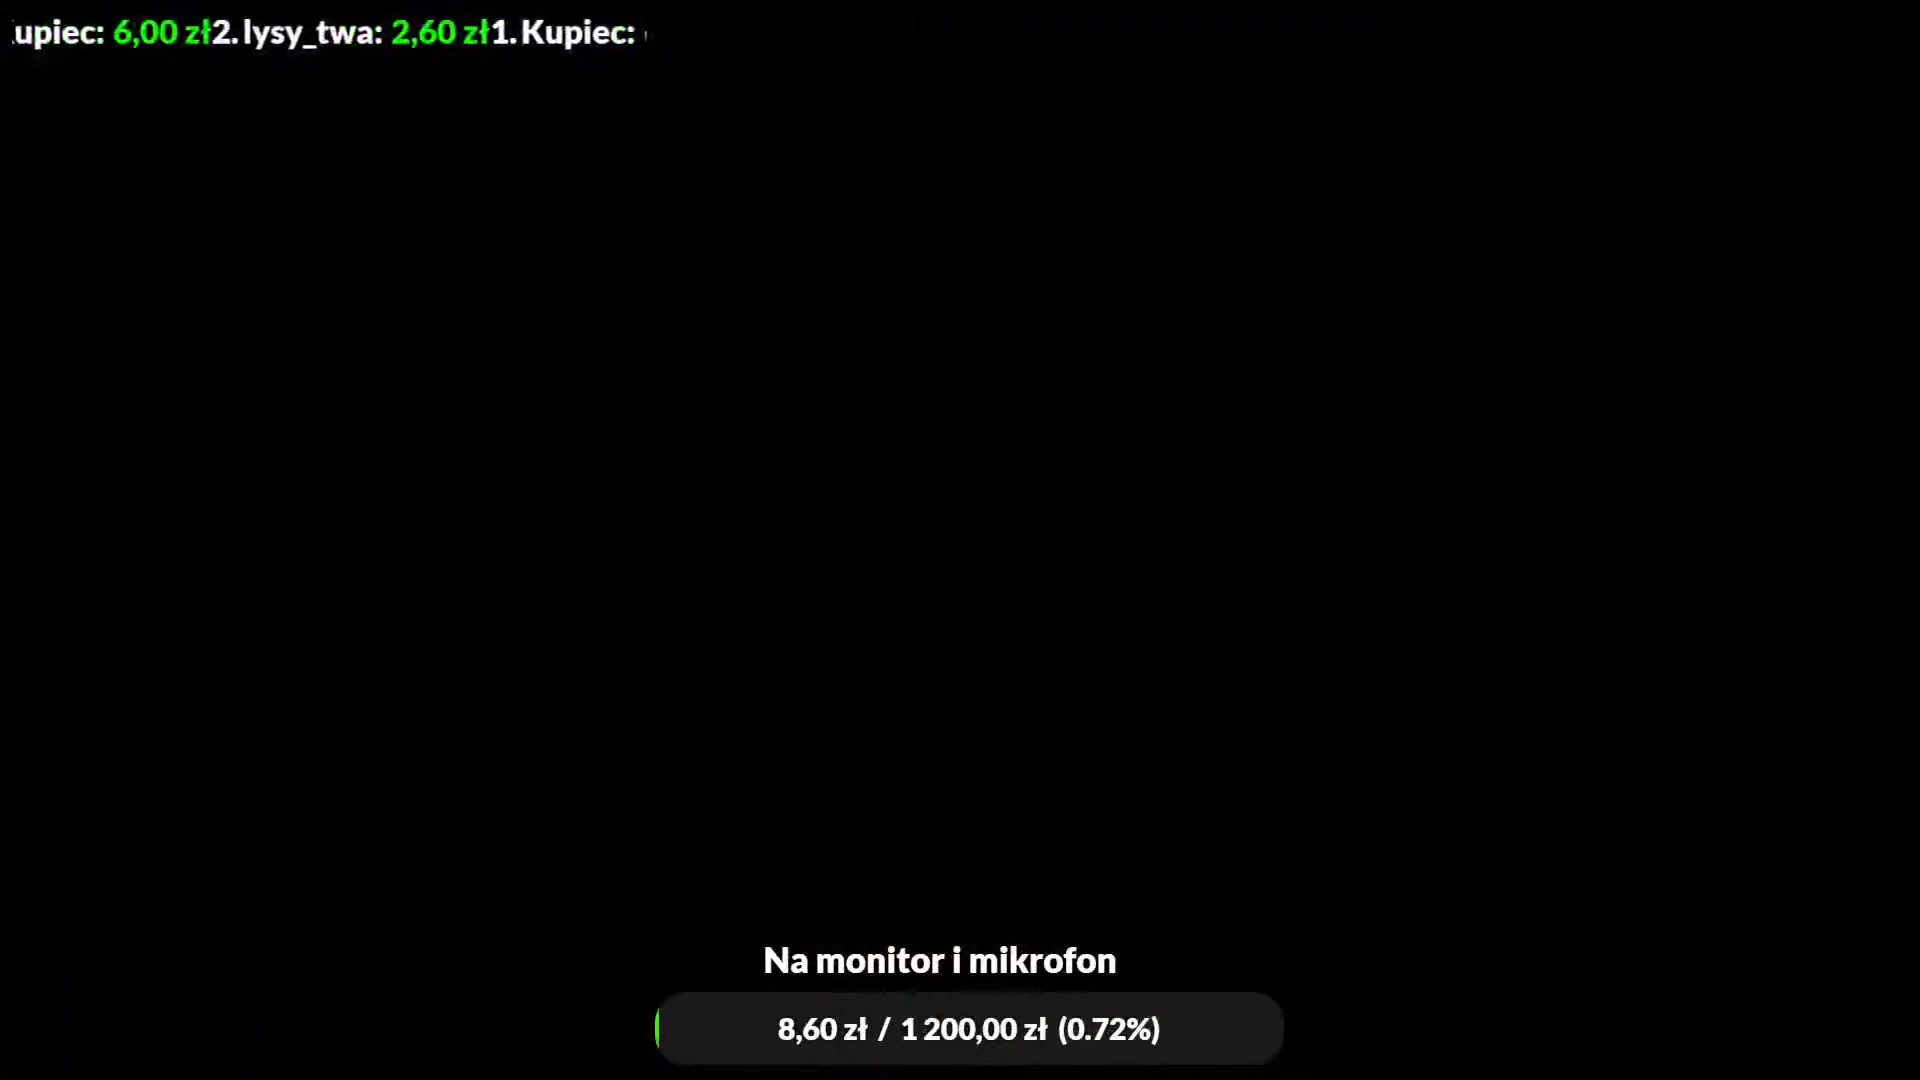 upiec: 6,00 zł2. lysy_twa: 2,60 zł1. Kupiec:
Na monitor i mikrofon
8,60 zł / 1 200,00 zł (0.72%)